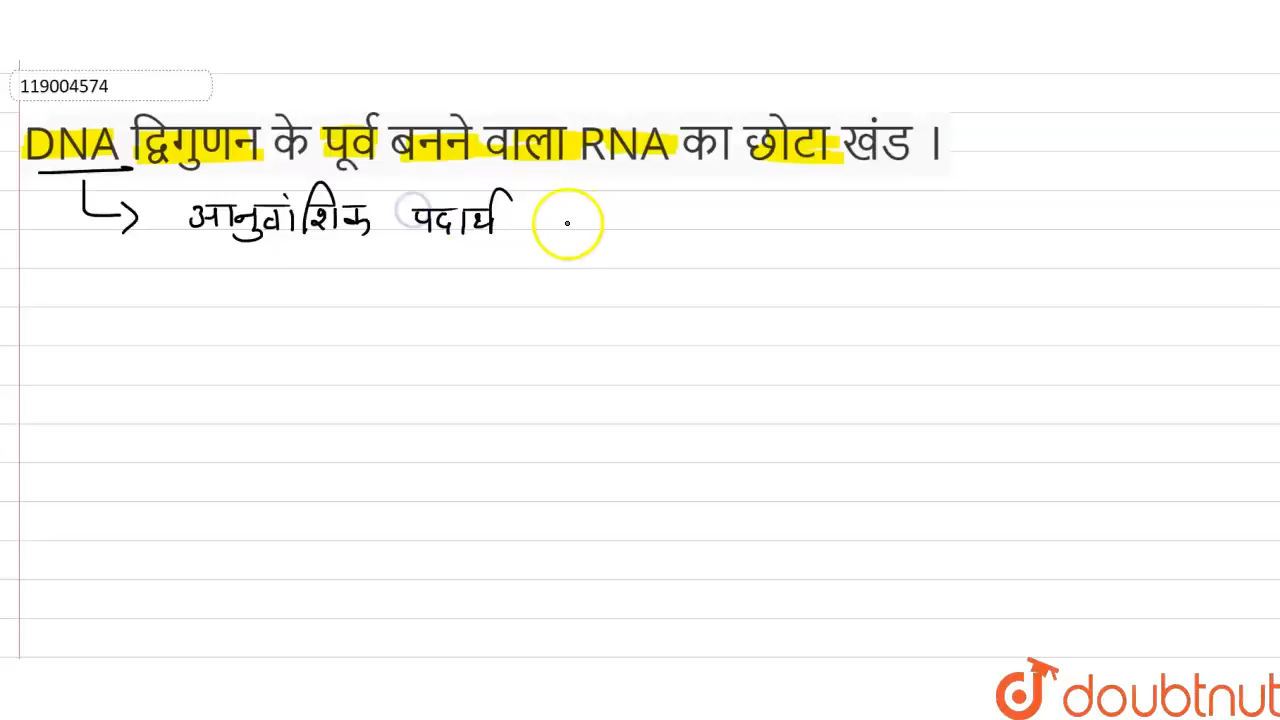 119004574
DNA द्विगुणन के पूर्व बनने वाला RNA का छोटा खंड ।
आनुवांशिक पदार्थ
doubtnut